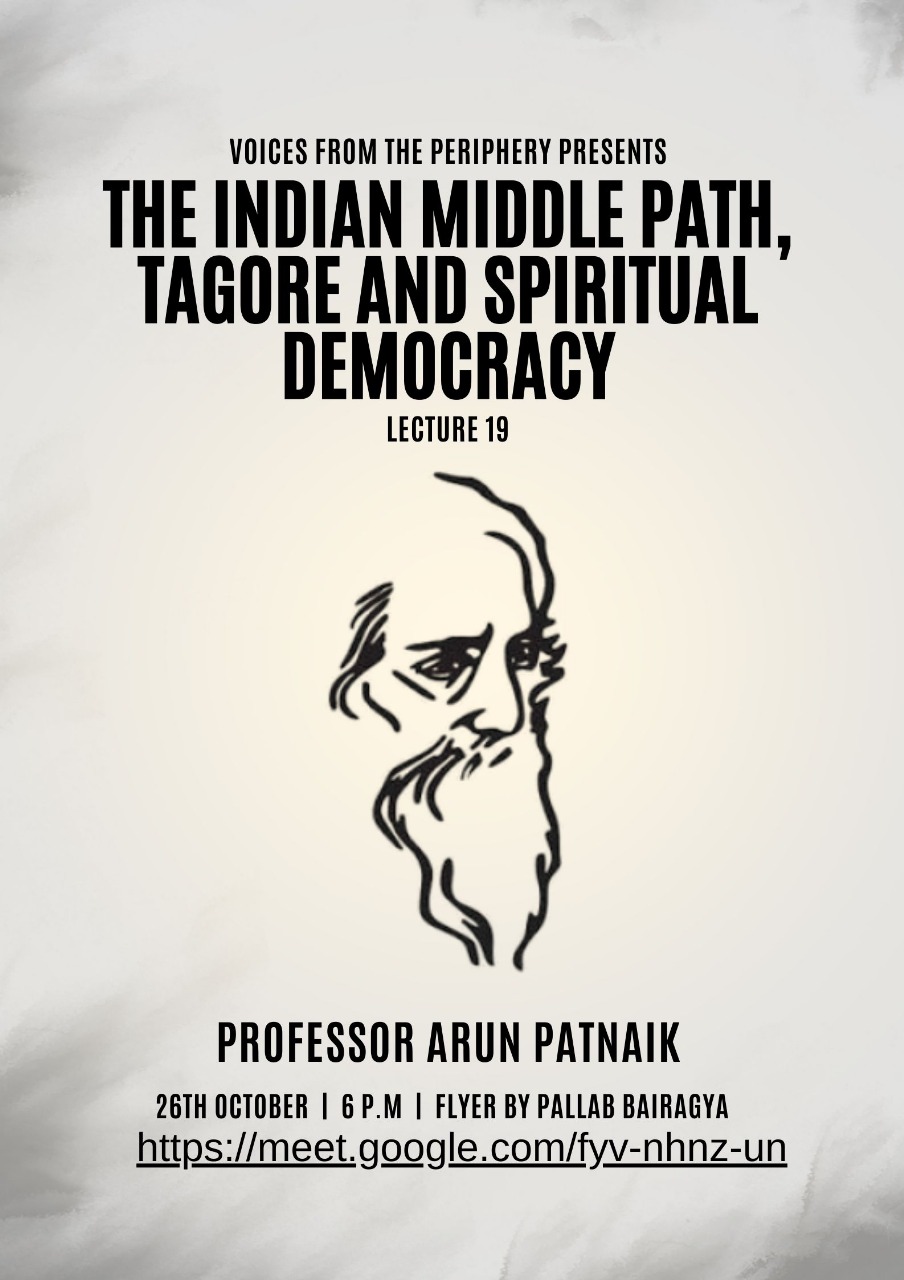 VOICES FROM THE PERIPHERY PRESENTS
THE INDIAN MIDDLE PATH,
TAGORE AND SPIRITUAL
DEMOCRACY
LECTURE 19
PROFESSOR ARUN PATNAIK
26TH OCTOBER | 6 P.M | FLYER BY PALLAB BAIRAGYA
https://meet.google.com/fyv-nhnz-un